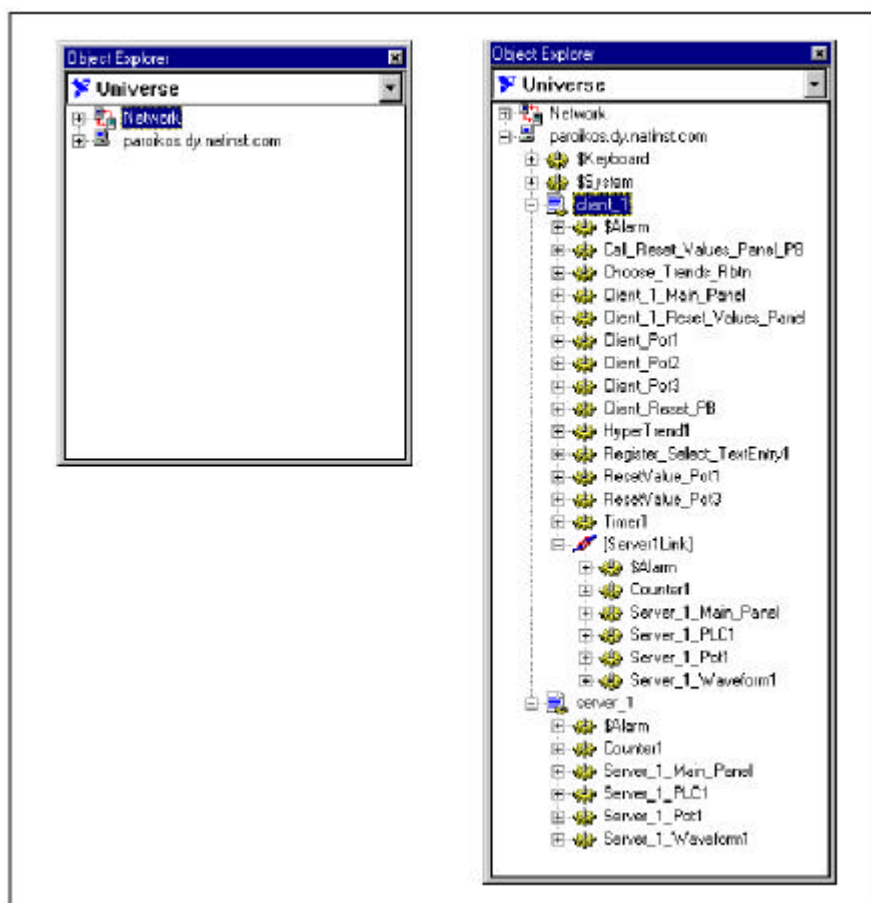 Object Explorer
Universe
Network
paroikos.dy.natinst.com
Object Explorer
Universe
Network
paroikos.dy.natinst.com
$Keyboard
$System
client_1
$Alarm
Call_Reset_Values_Panel_PB
Choose_Trends_Rbtn
Client_1_Main_Panel
Client_1_Reset_Values_Panel
Client_Pot1
Client_Pot2
Client_Pot3
Client_Reset_PB
HyperTrend1
Register_Select_TextEntry1
ResetValue_Pot1
ResetValue_Pot3
Timer1
[Server1Link]
$Alarm
Counter1
Server_1_Main_Panel
Server_1_PLC1
Server_1_Pot1
Server_1_Waveform1
server_1
$Alarm
Counter1
Server_1_Main_Panel
Server_1_PLC1
Server_1_Pot1
Server_1_Waveform1